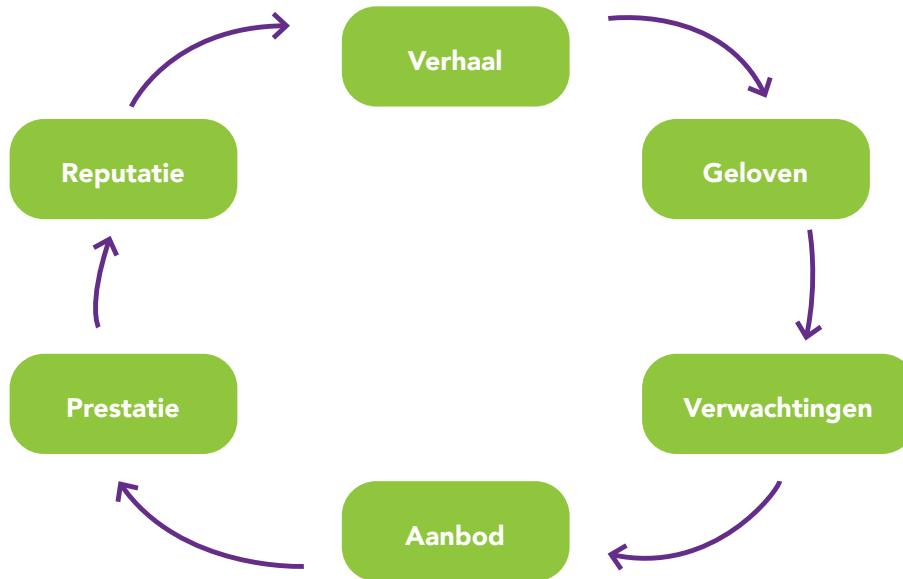 Verhaal
Geloven
Verwachtingen
Aanbod
Prestatie
Reputatie